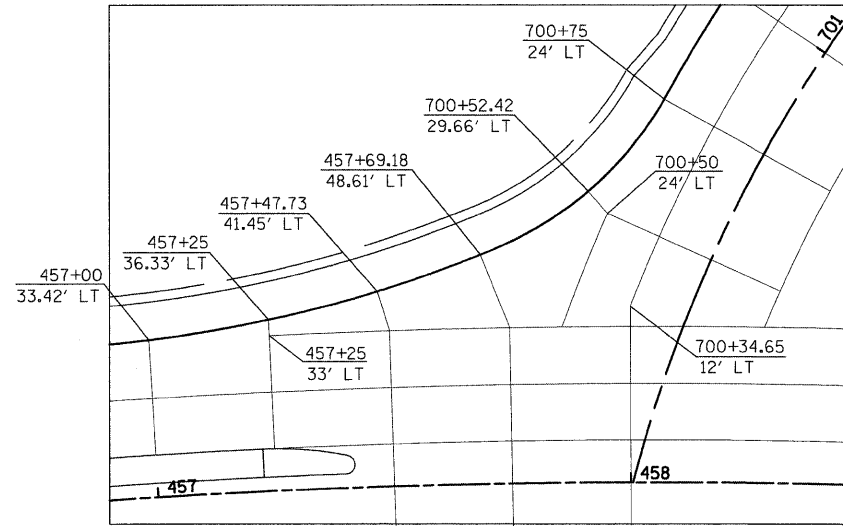 701
700+75
24' LT
700+52.42
29.66' LT
457+69.18
48.61' LT
700+50
24' LT
457+47.73
41.45' LT
457+25
36.33' LT
457+00
33.42' LT
457+25
33' LT
700+34.65
12' LT
457
458